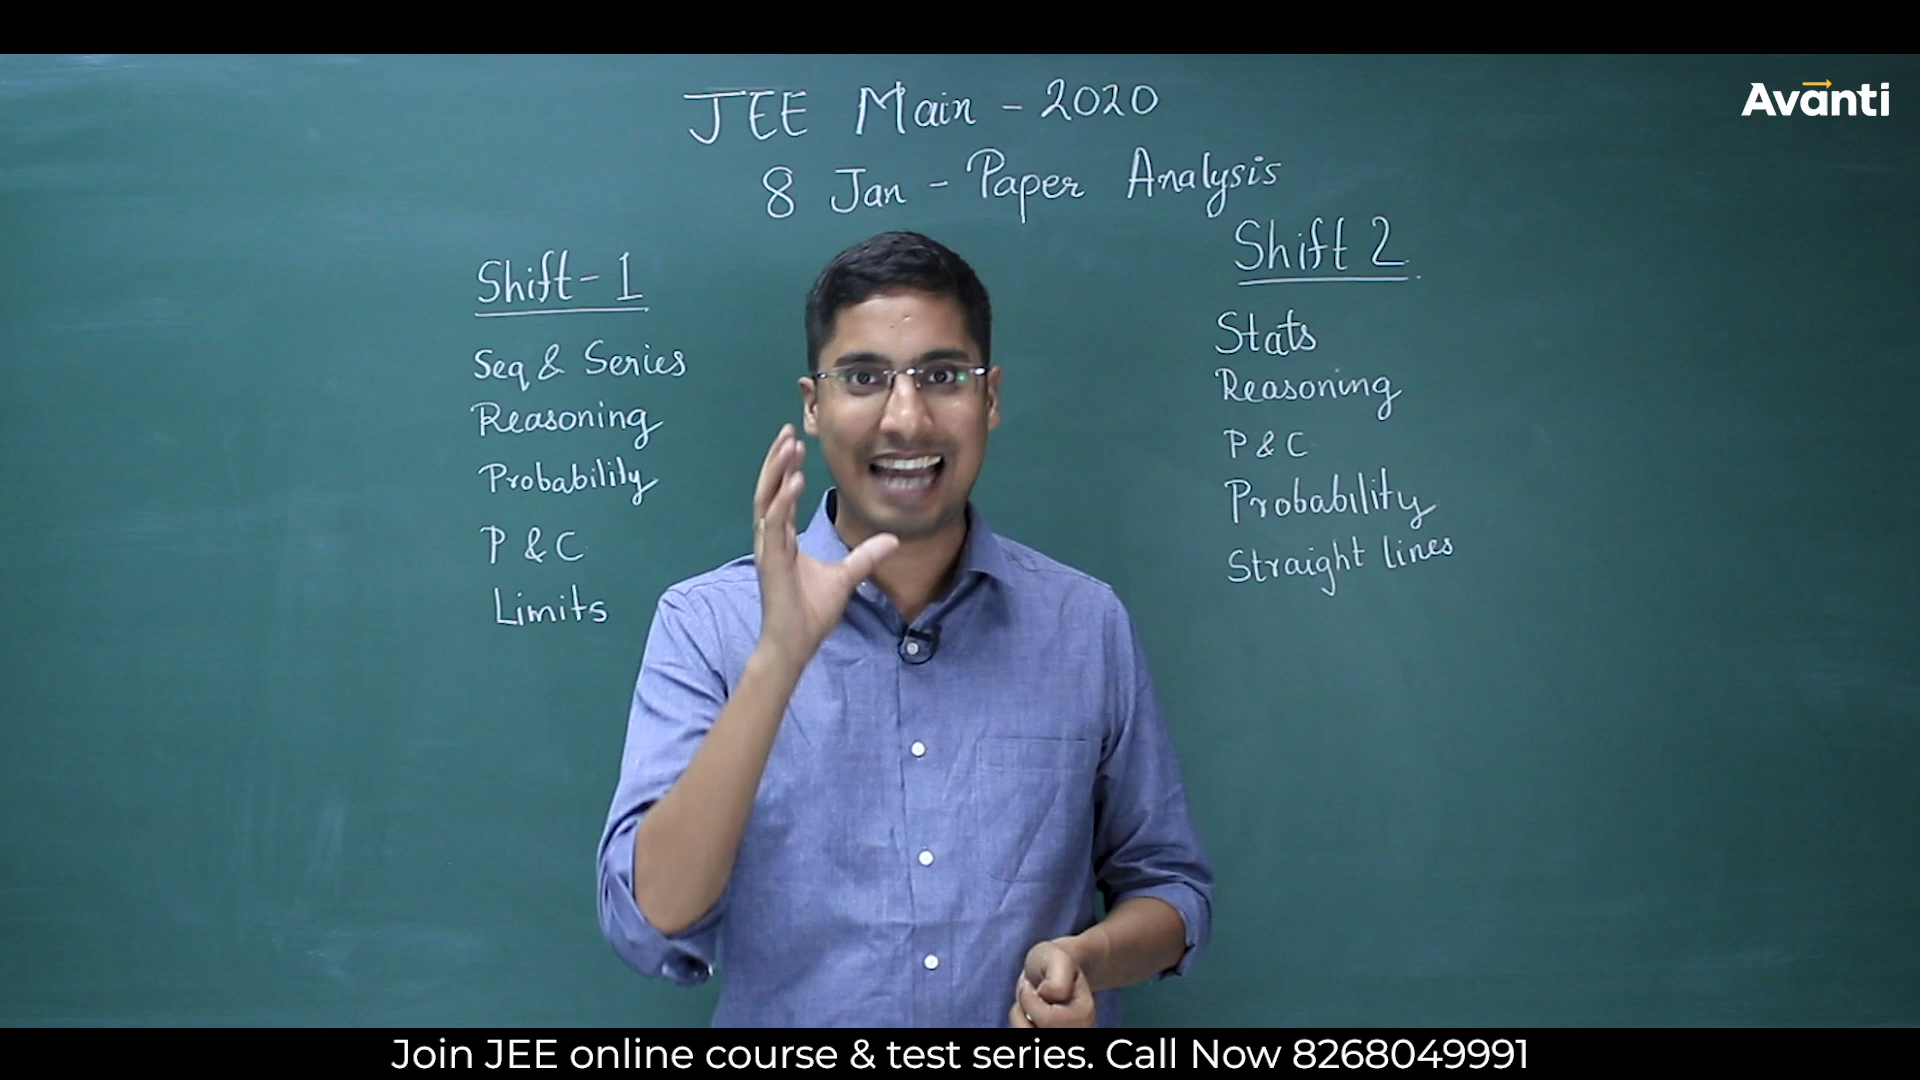 JEE Main - 2020
8 Jan - Paper Analysis
Avanti
Shift - 1
Seq & Series
Reasoning
Probability
P & C
Limits
Shift 2
Stats
Reasoning
P & C
Probability
Straight lines
Join JEE online course & test series. Call Now 8268049991